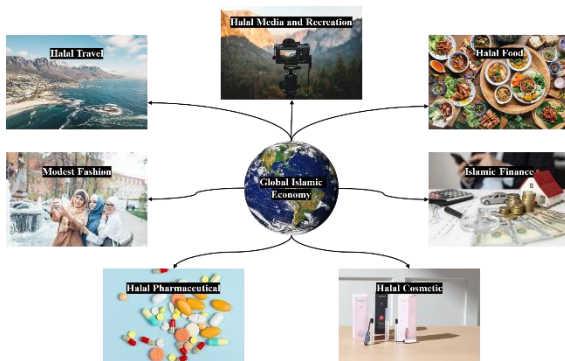 Halal Media and Recreation
Halal Travel
Halal Food
Modest Fashion
Global Islamic
Economy
Islamic Finance
Halal Pharmaceutical
Halal Cosmetic